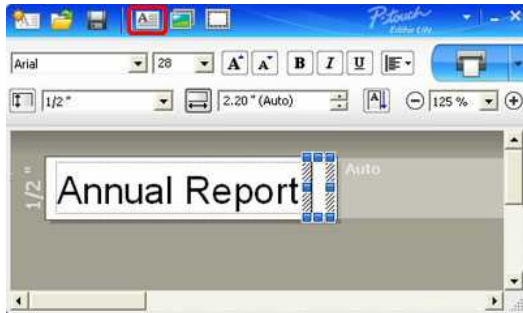 A
P-touch
Editor Lite
Arial 28 A A B I U
1/2" 2.20 " (Auto) A 125 %
1/2 "
Annual Report
Auto